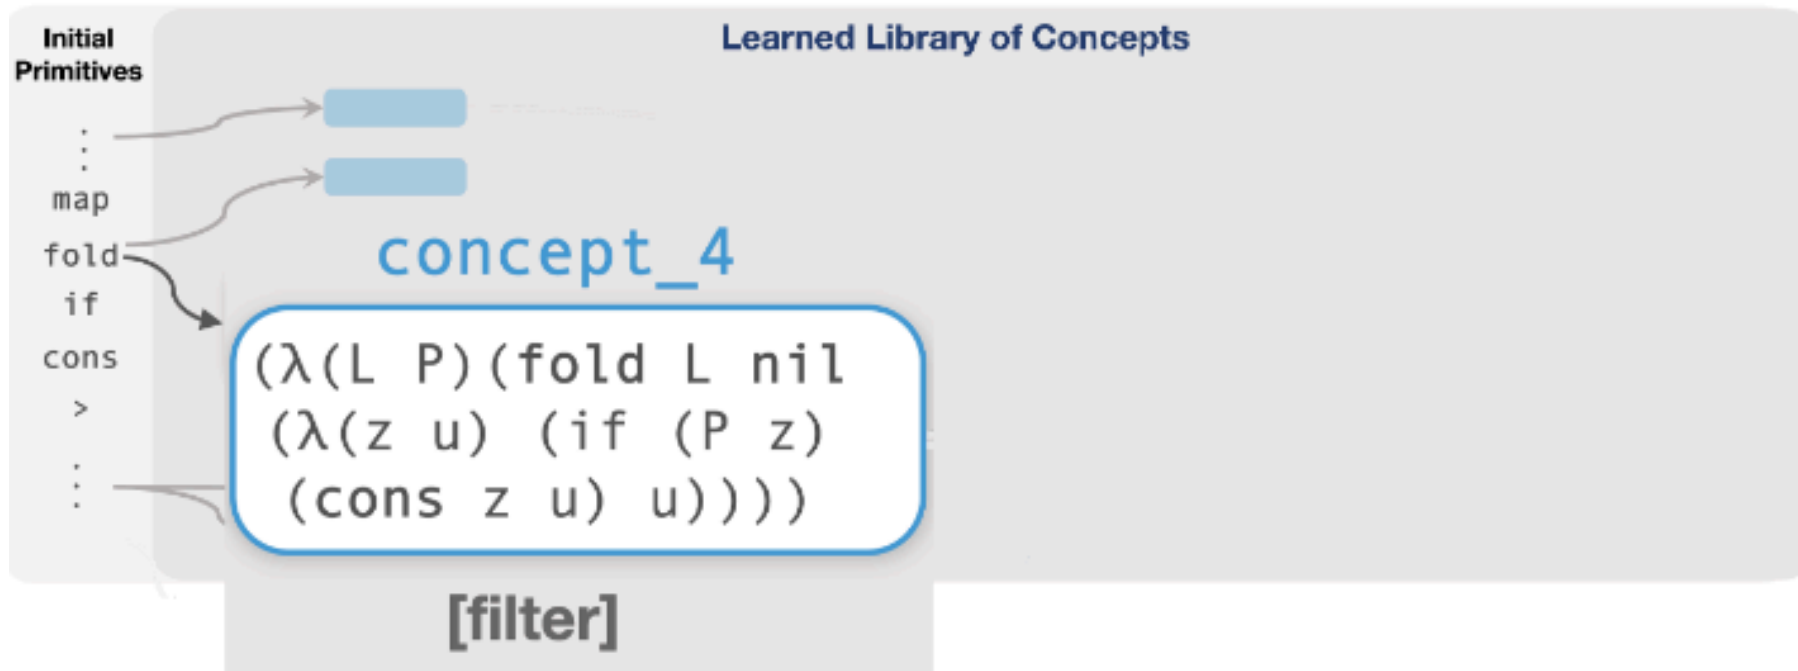 Initial
Primitives
Learned Library of Concepts
⋮
map
fold
if
cons
>
⋮
concept_4
(λ(L P)(fold L nil
(λ(z u) (if (P z)
(cons z u) u))))
[filter]